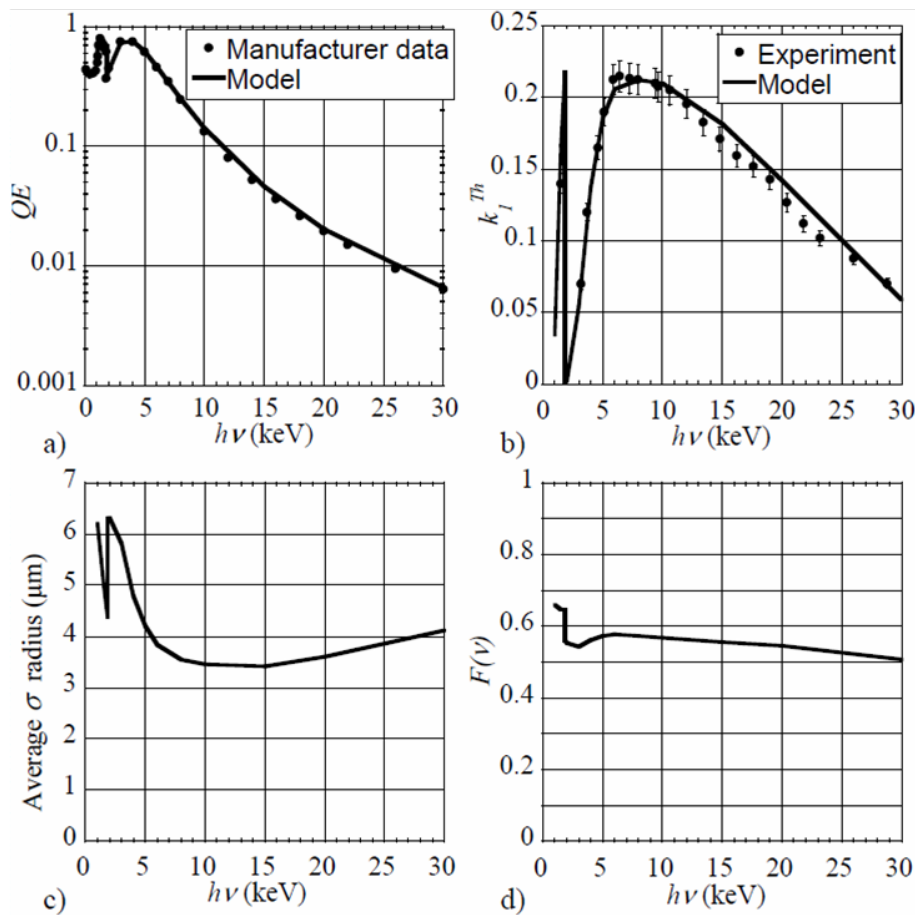 1
0.1
0.01
0.001
QE
Manufacturer data
Model
0 5 10 15 20 25 30
hν (keV)
a)
0.25
0.2
0.15
0.1
0.05
0
k₁ᵀʰ
Experiment
Model
0 5 10 15 20 25 30
hν (keV)
b)
7
6
5
4
3
2
1
0
Average σ radius (μm)
0 5 10 15 20 25 30
hν (keV)
c)
1
0.8
0.6
0.4
0.2
0
F(ν)
0 5 10 15 20 25 30
hν (keV)
d)